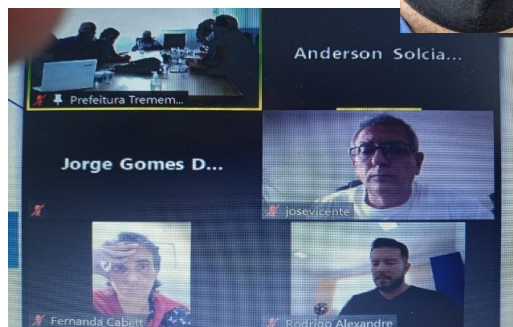 Prefeitura Tremem...
Anderson Solcia...
Jorge Gomes D...
josevicente
Fernanda Cabett
Rodrigo Alexandre